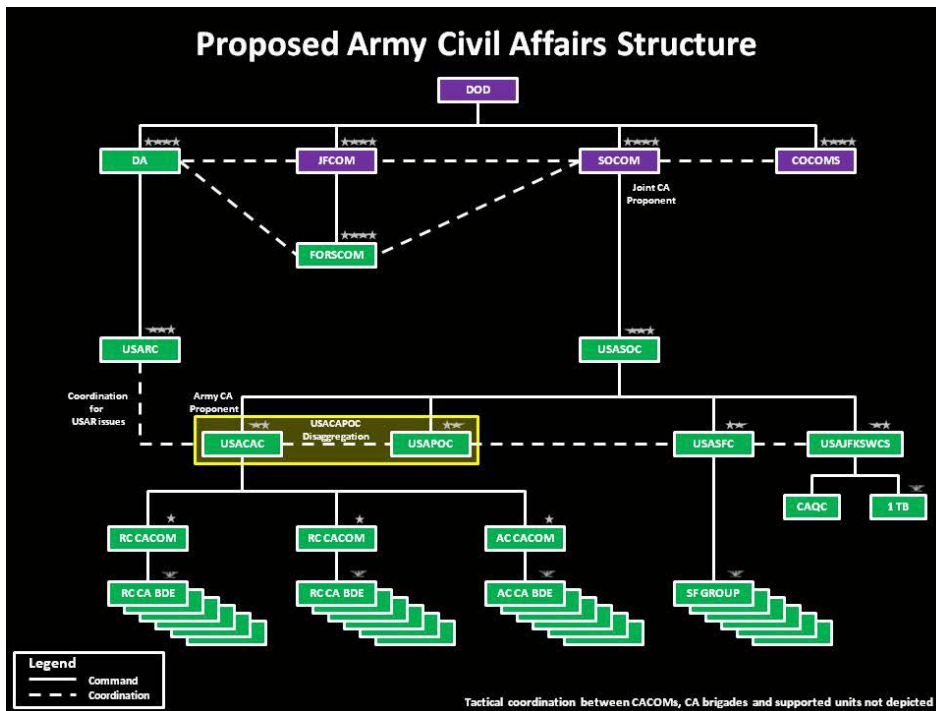 Proposed Army Civil Affairs Structure
DOD
DA
JFCOM
SOCOM
COCOMS
Joint CA
Proponent
FORSCOM
USARC
USASOC
Coordination
for
USAR issues
Army CA
Proponent
USACAPOC
Disaggregation
USACAC
USAPOC
USASFC
USAJFKSWCS
CAQC
1 TB
RC CACOM
RC CACOM
AC CACOM
RC CA BDE
RC CA BDE
AC CA BDE
SF GROUP
Legend
Command
Coordination
Tactical coordination between CACOMs, CA brigades and supported units not depicted